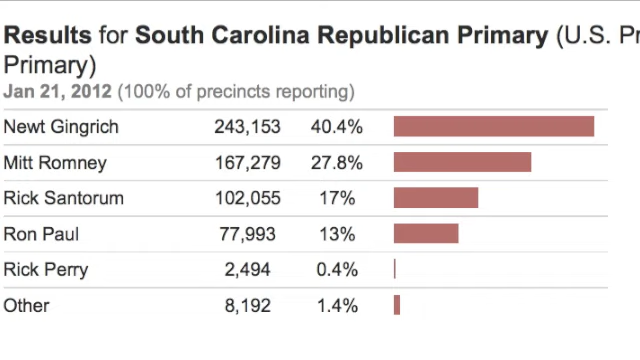 Results for South Carolina Republican Primary (U.S.
Primary)
Jan 21, 2012 (100% of precincts reporting)
Newt Gingrich 243,153 40.4%
Mitt Romney 167,279 27.8%
Rick Santorum 102,055 17%
Ron Paul 77,993 13%
Rick Perry 2,494 0.4%
Other 8,192 1.4%